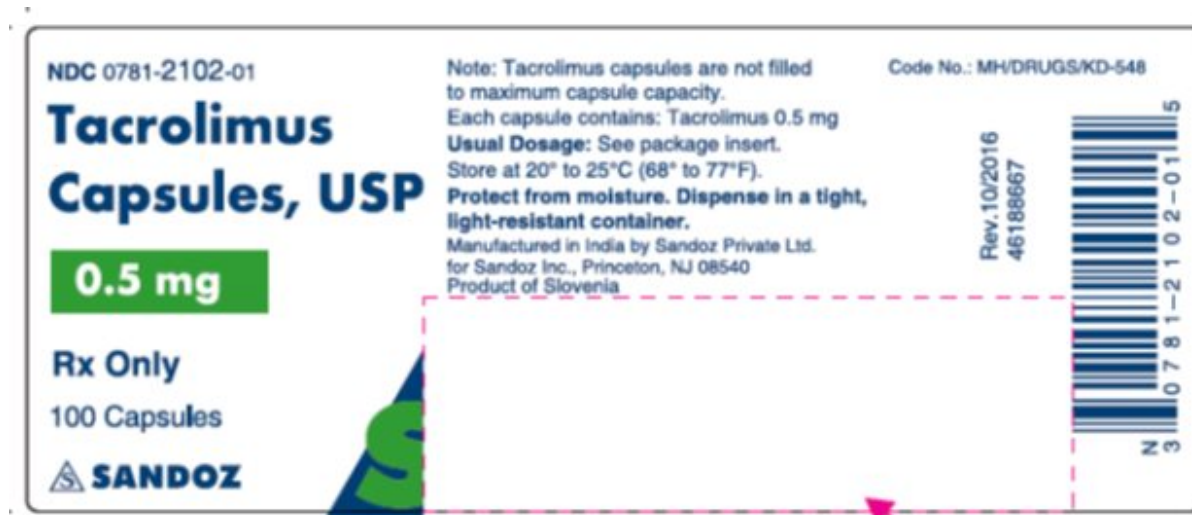 NDC 0781-2102-01
Tacrolimus
Capsules, USP
0.5 mg
Rx Only
100 Capsules
S SANDOZ
S
Note: Tacrolimus capsules are not filled
to maximum capsule capacity.
Each capsule contains: Tacrolimus 0.5 mg
Usual Dosage: See package insert.
Store at 20° to 25°C (68° to 77°F).
Protect from moisture. Dispense in a tight,
light-resistant container.
Manufactured in India by Sandoz Private Ltd.
for Sandoz Inc., Princeton, NJ 08540
Product of Slovenia
Code No.: MH/DRUGS/KD-548
Rev.10/2016
46188667
N
3 0781-2102-01 5